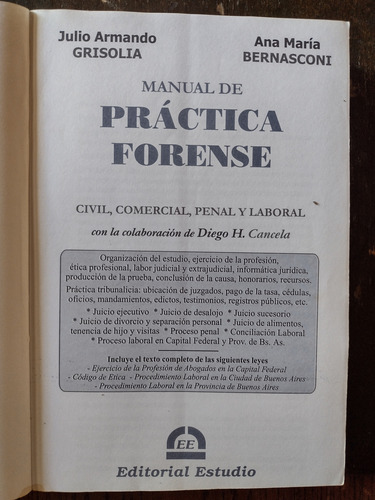 Julio Armando
GRISOLIA
Ana María
BERNASCONI
MANUAL DE
PRÁCTICA
FORENSE
CIVIL, COMERCIAL, PENAL Y LABORAL
con la colaboración de Diego H. Cancela
Organización del estudio, ejercicio de la profesión,
ética profesional, labor judicial y extrajudicial, informática jurídica,
producción de la prueba, conclusión de la causa, honorarios, recursos.
Práctica tribunalicia: ubicación de juzgados, pago de la tasa, cédulas,
oficios, mandamientos, edictos, testimonios, registros públicos, etc.
* Juicio ejecutivo * Juicio de desalojo * Juicio sucesorio
* Juicio de divorcio y separación personal * Juicio de alimentos,
tenencia de hijo y visitas * Proceso penal * Conciliación Laboral
* Proceso laboral en Capital Federal y Prov. de Bs. As.
Incluye el texto completo de las siguientes leyes
- Ejercicio de la Profesión de Abogados en la Capital Federal
- Código de Etica - Procedimiento Laboral en la Ciudad de Buenos Aires
- Procedimiento Laboral en la Provincia de Buenos Aires
EE
Editorial Estudio